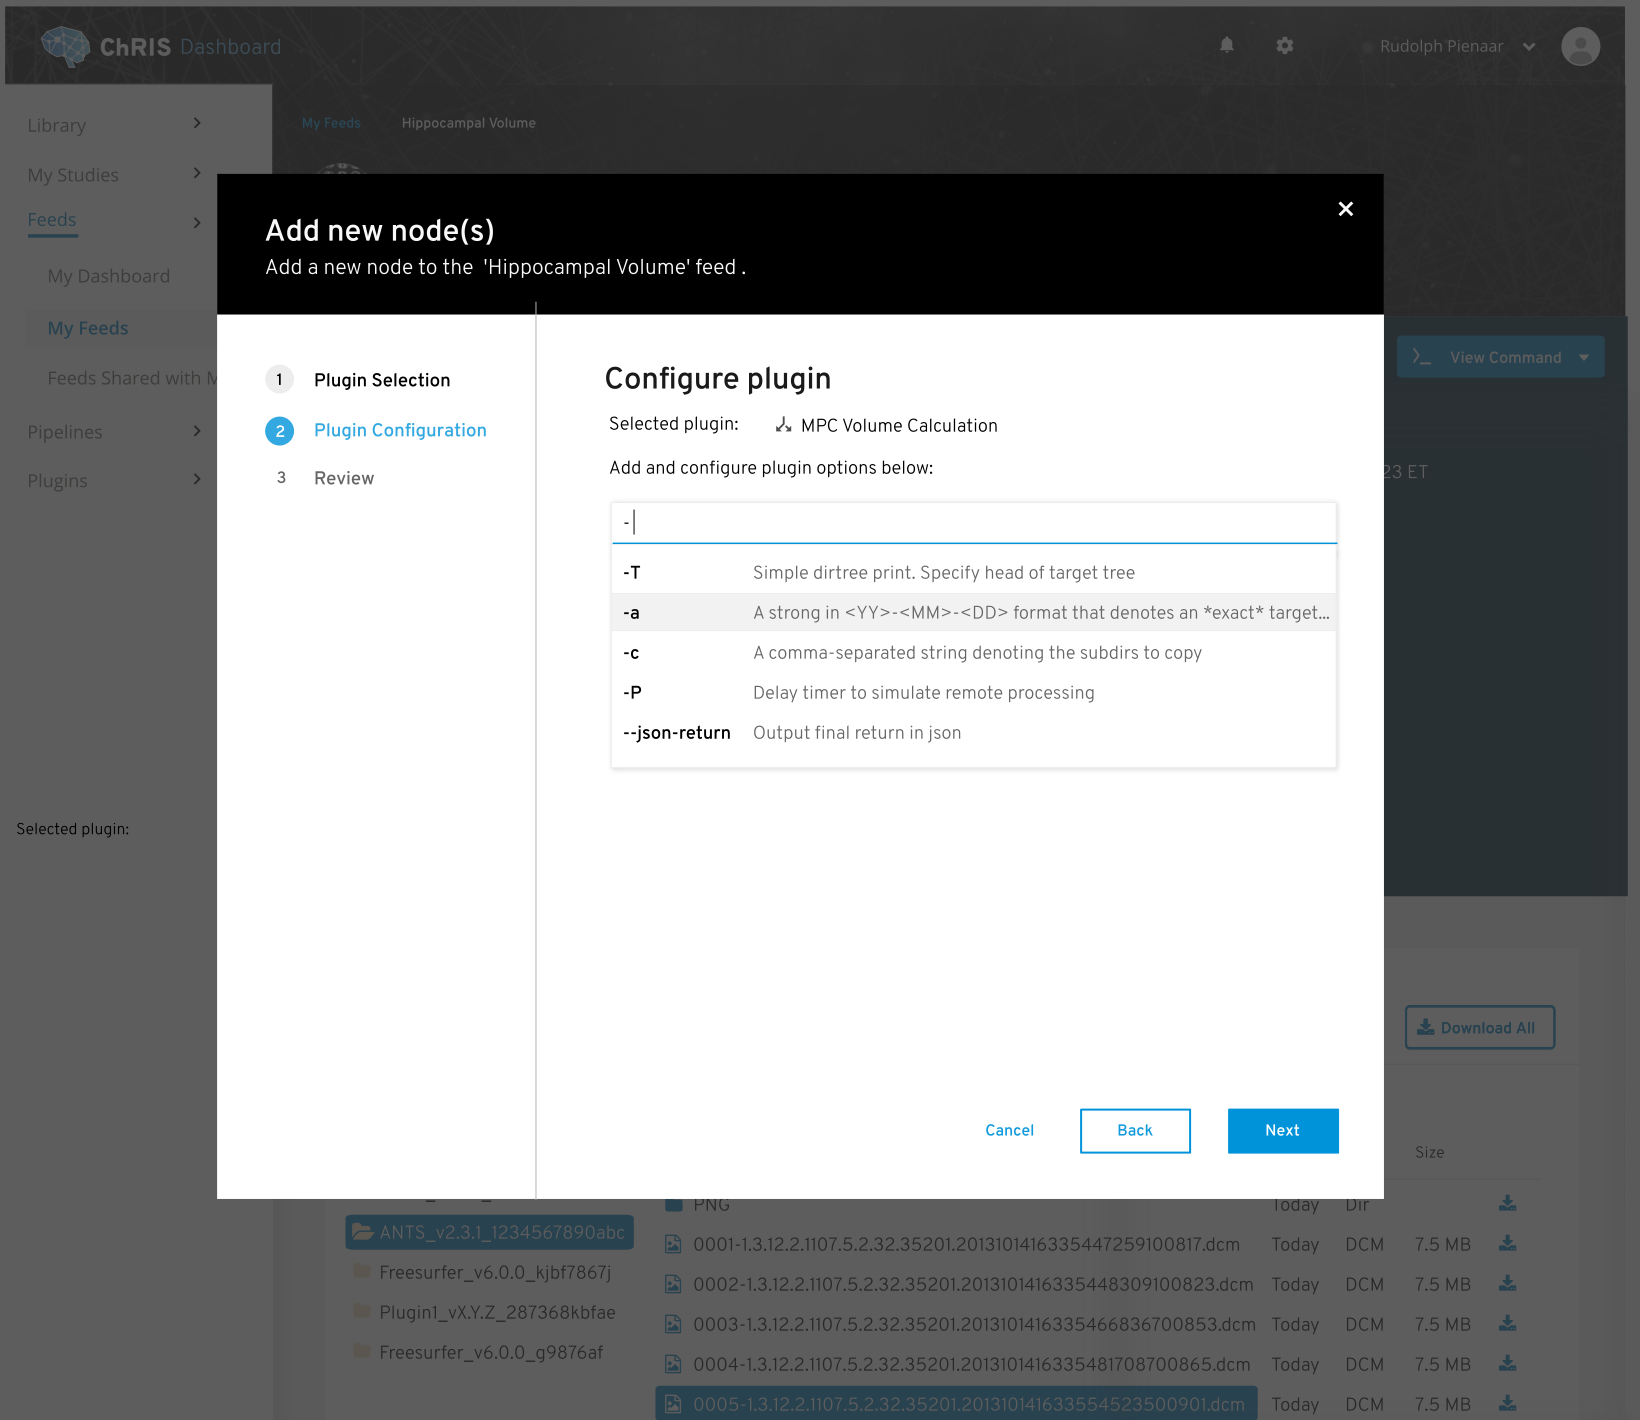 ChRIS Dashboard
Rudolph Pienaar
Library
My Studies
Feeds
My Dashboard
My Feeds
Feeds Shared with M
Pipelines
Plugins
Selected plugin:
My Feeds Hippocampal Volume
Add new node(s)
Add a new node to the 'Hippocampal Volume' feed .
1 Plugin Selection
2 Plugin Configuration
3 Review
Configure plugin
Selected plugin: MPC Volume Calculation
Add and configure plugin options below:
-
-T Simple dirtree print. Specify head of target tree
-a A strong in <YY>-<MM>-<DD> format that denotes an *exact* target...
-c A comma-separated string denoting the subdirs to copy
-P Delay timer to simulate remote processing
--json-return Output final return in json
Cancel Back Next
View Command
23 ET
Download All
Size
ANTS_v2.3.1_1234567890abc
Freesurfer_v6.0.0_kjbf7867j
Plugin1_vX.Y.Z_287368kbfae
Freesurfer_v6.0.0_g9876af
PNG Today Dir
0001-1.3.12.2.1107.5.2.32.35201.2013101416335447259100817.dcm Today DCM 7.5 MB
0002-1.3.12.2.1107.5.2.32.35201.2013101416335448309100823.dcm Today DCM 7.5 MB
0003-1.3.12.2.1107.5.2.32.35201.2013101416335466836700853.dcm Today DCM 7.5 MB
0004-1.3.12.2.1107.5.2.32.35201.2013101416335481708700865.dcm Today DCM 7.5 MB
0005-1.3.12.2.1107.5.2.32.35201.2013101416335545235​00901.dcm Today DCM 7.5 MB